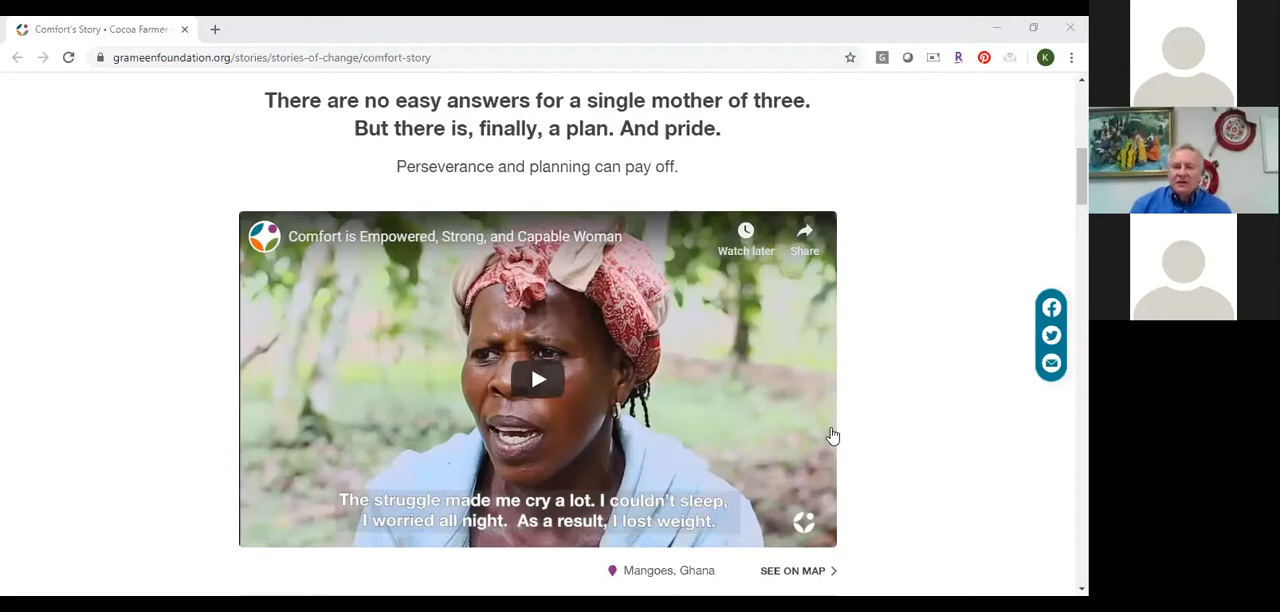 Comfort's Story • Cocoa Farmer
grameenfoundation.org/stories/stories-of-change/comfort-story
G
R
K
There are no easy answers for a single mother of three.
But there is, finally, a plan. And pride.
Perseverance and planning can pay off.
Comfort is Empowered, Strong, and Capable Woman
Watch later
Share
The struggle made me cry a lot. I couldn't sleep,
I worried all night. As a result, I lost weight.
Mangoes, Ghana
SEE ON MAP